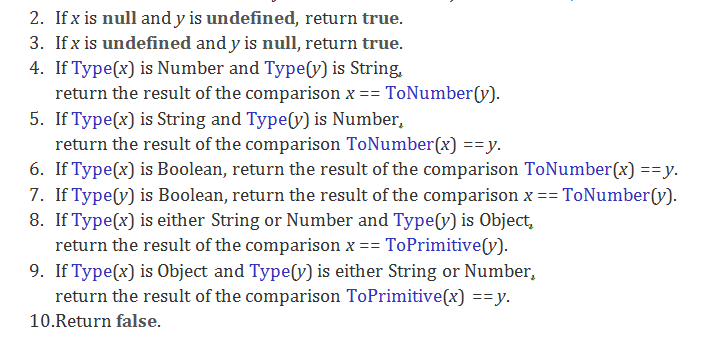 2. If x is null and y is undefined, return true.
3. If x is undefined and y is null, return true.
4. If Type(x) is Number and Type(y) is String,
return the result of the comparison x == ToNumber(y).
5. If Type(x) is String and Type(y) is Number,
return the result of the comparison ToNumber(x) == y.
6. If Type(x) is Boolean, return the result of the comparison ToNumber(x) == y.
7. If Type(y) is Boolean, return the result of the comparison x == ToNumber(y).
8. If Type(x) is either String or Number and Type(y) is Object,
return the result of the comparison x == ToPrimitive(y).
9. If Type(x) is Object and Type(y) is either String or Number,
return the result of the comparison ToPrimitive(x) == y.
10.Return false.